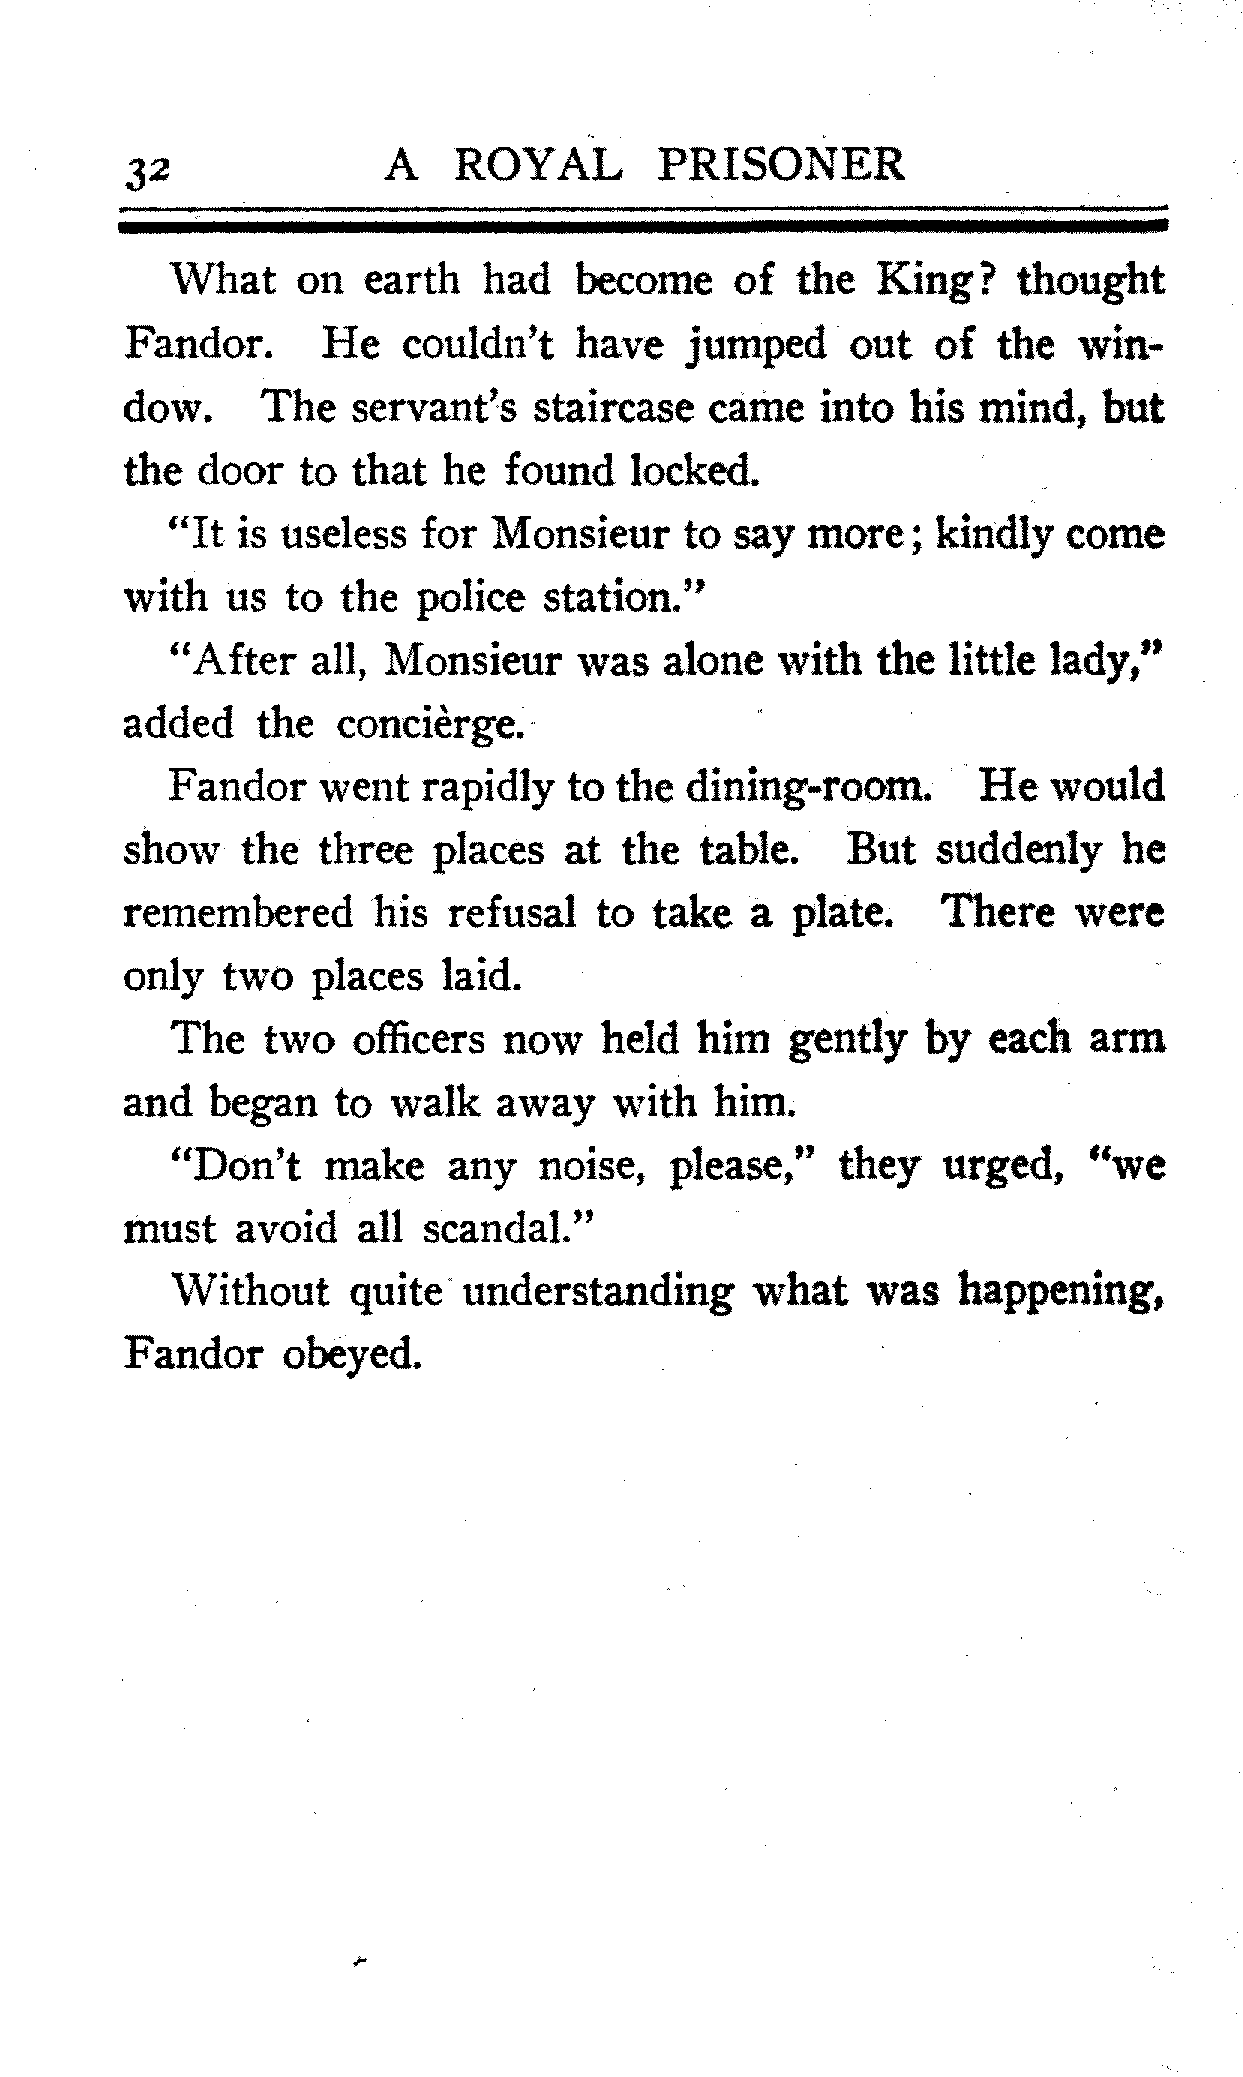 32 A ROYAL PRISONER
What on earth had become of the King? thought
Fandor. He couldn't have jumped out of the win-
dow. The servant's staircase came into his mind, but
the door to that he found locked.
"It is useless for Monsieur to say more; kindly come
with us to the police station."
"After all, Monsieur was alone with the little lady,"
added the concièrge.
Fandor went rapidly to the dining-room. He would
show the three places at the table. But suddenly he
remembered his refusal to take a plate. There were
only two places laid.
The two officers now held him gently by each arm
and began to walk away with him.
"Don't make any noise, please," they urged, "we
must avoid all scandal."
Without quite understanding what was happening,
Fandor obeyed.